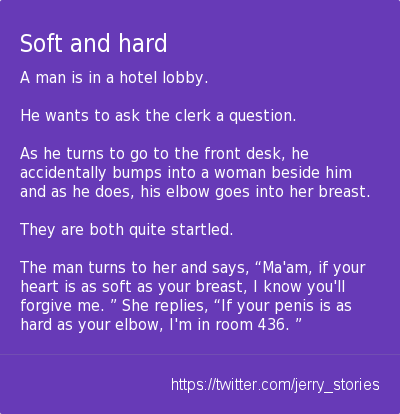 Soft and hard
A man is in a hotel lobby.
He wants to ask the clerk a question.
As he turns to go to the front desk, he
accidentally bumps into a woman beside him
and as he does, his elbow goes into her breast.
They are both quite startled.
The man turns to her and says, “Ma'am, if your
heart is as soft as your breast, I know you'll
forgive me. ” She replies, “If your penis is as
hard as your elbow, I'm in room 436. ”
https://twitter.com/jerry_stories